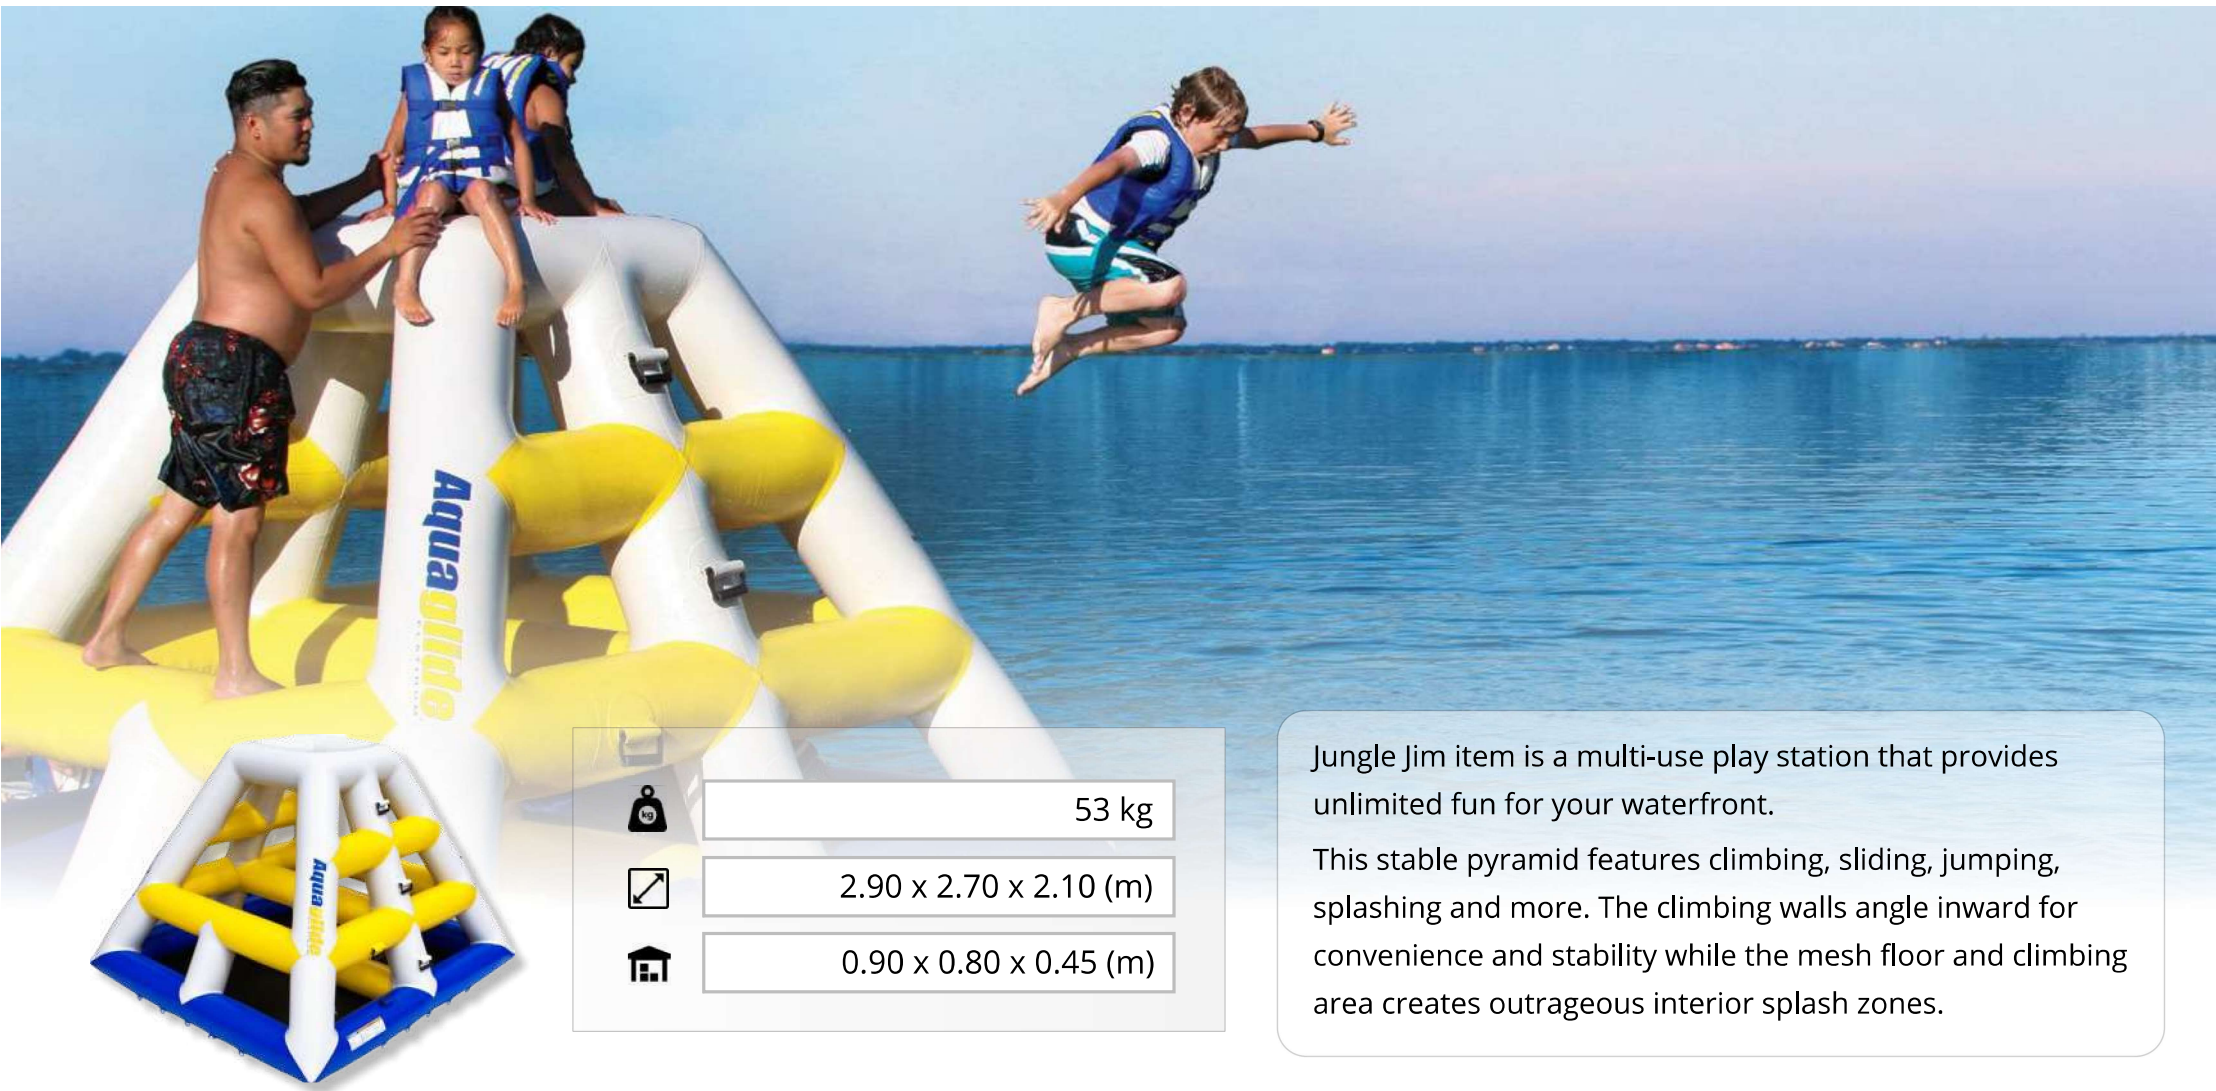 Aquaglide
Aquaglide
kg
53 kg
2.90 x 2.70 x 2.10 (m)
0.90 x 0.80 x 0.45 (m)
Jungle Jim item is a multi-use play station that provides
unlimited fun for your waterfront.
This stable pyramid features climbing, sliding, jumping,
splashing and more. The climbing walls angle inward for
convenience and stability while the mesh floor and climbing
area creates outrageous interior splash zones.